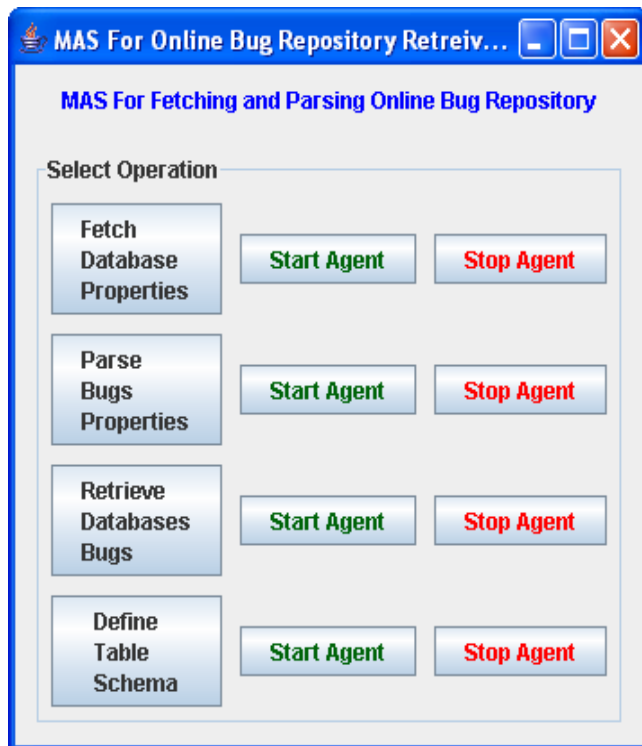 MAS For Online Bug Repository Retreiv...
MAS For Fetching and Parsing Online Bug Repository
Select Operation
Fetch
Database
Properties
Start Agent
Stop Agent
Parse
Bugs
Properties
Start Agent
Stop Agent
Retrieve
Databases
Bugs
Start Agent
Stop Agent
Define
Table
Schema
Start Agent
Stop Agent